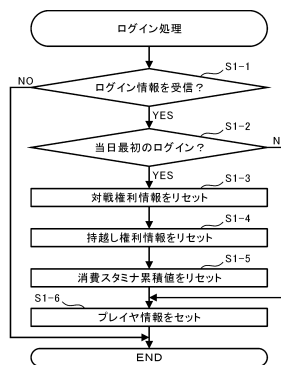 ログイン処理
S1-1
NO
ログイン情報を受信?
YES
S1-2
当日最初のログイン?
N
YES
S1-3
対戦権利情報をリセット
S1-4
持越し権利情報をリセット
S1-5
消費スタミナ累積値をリセット
S1-6
プレイヤ情報をセット
END